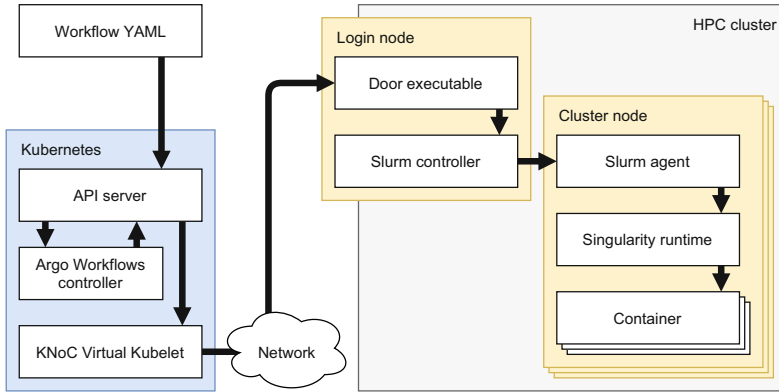 Workflow YAML
Kubernetes
API server
Argo Workflows
controller
KNoC Virtual Kubelet
Network
HPC cluster
Login node
Door executable
Slurm controller
Cluster node
Slurm agent
Singularity runtime
Container